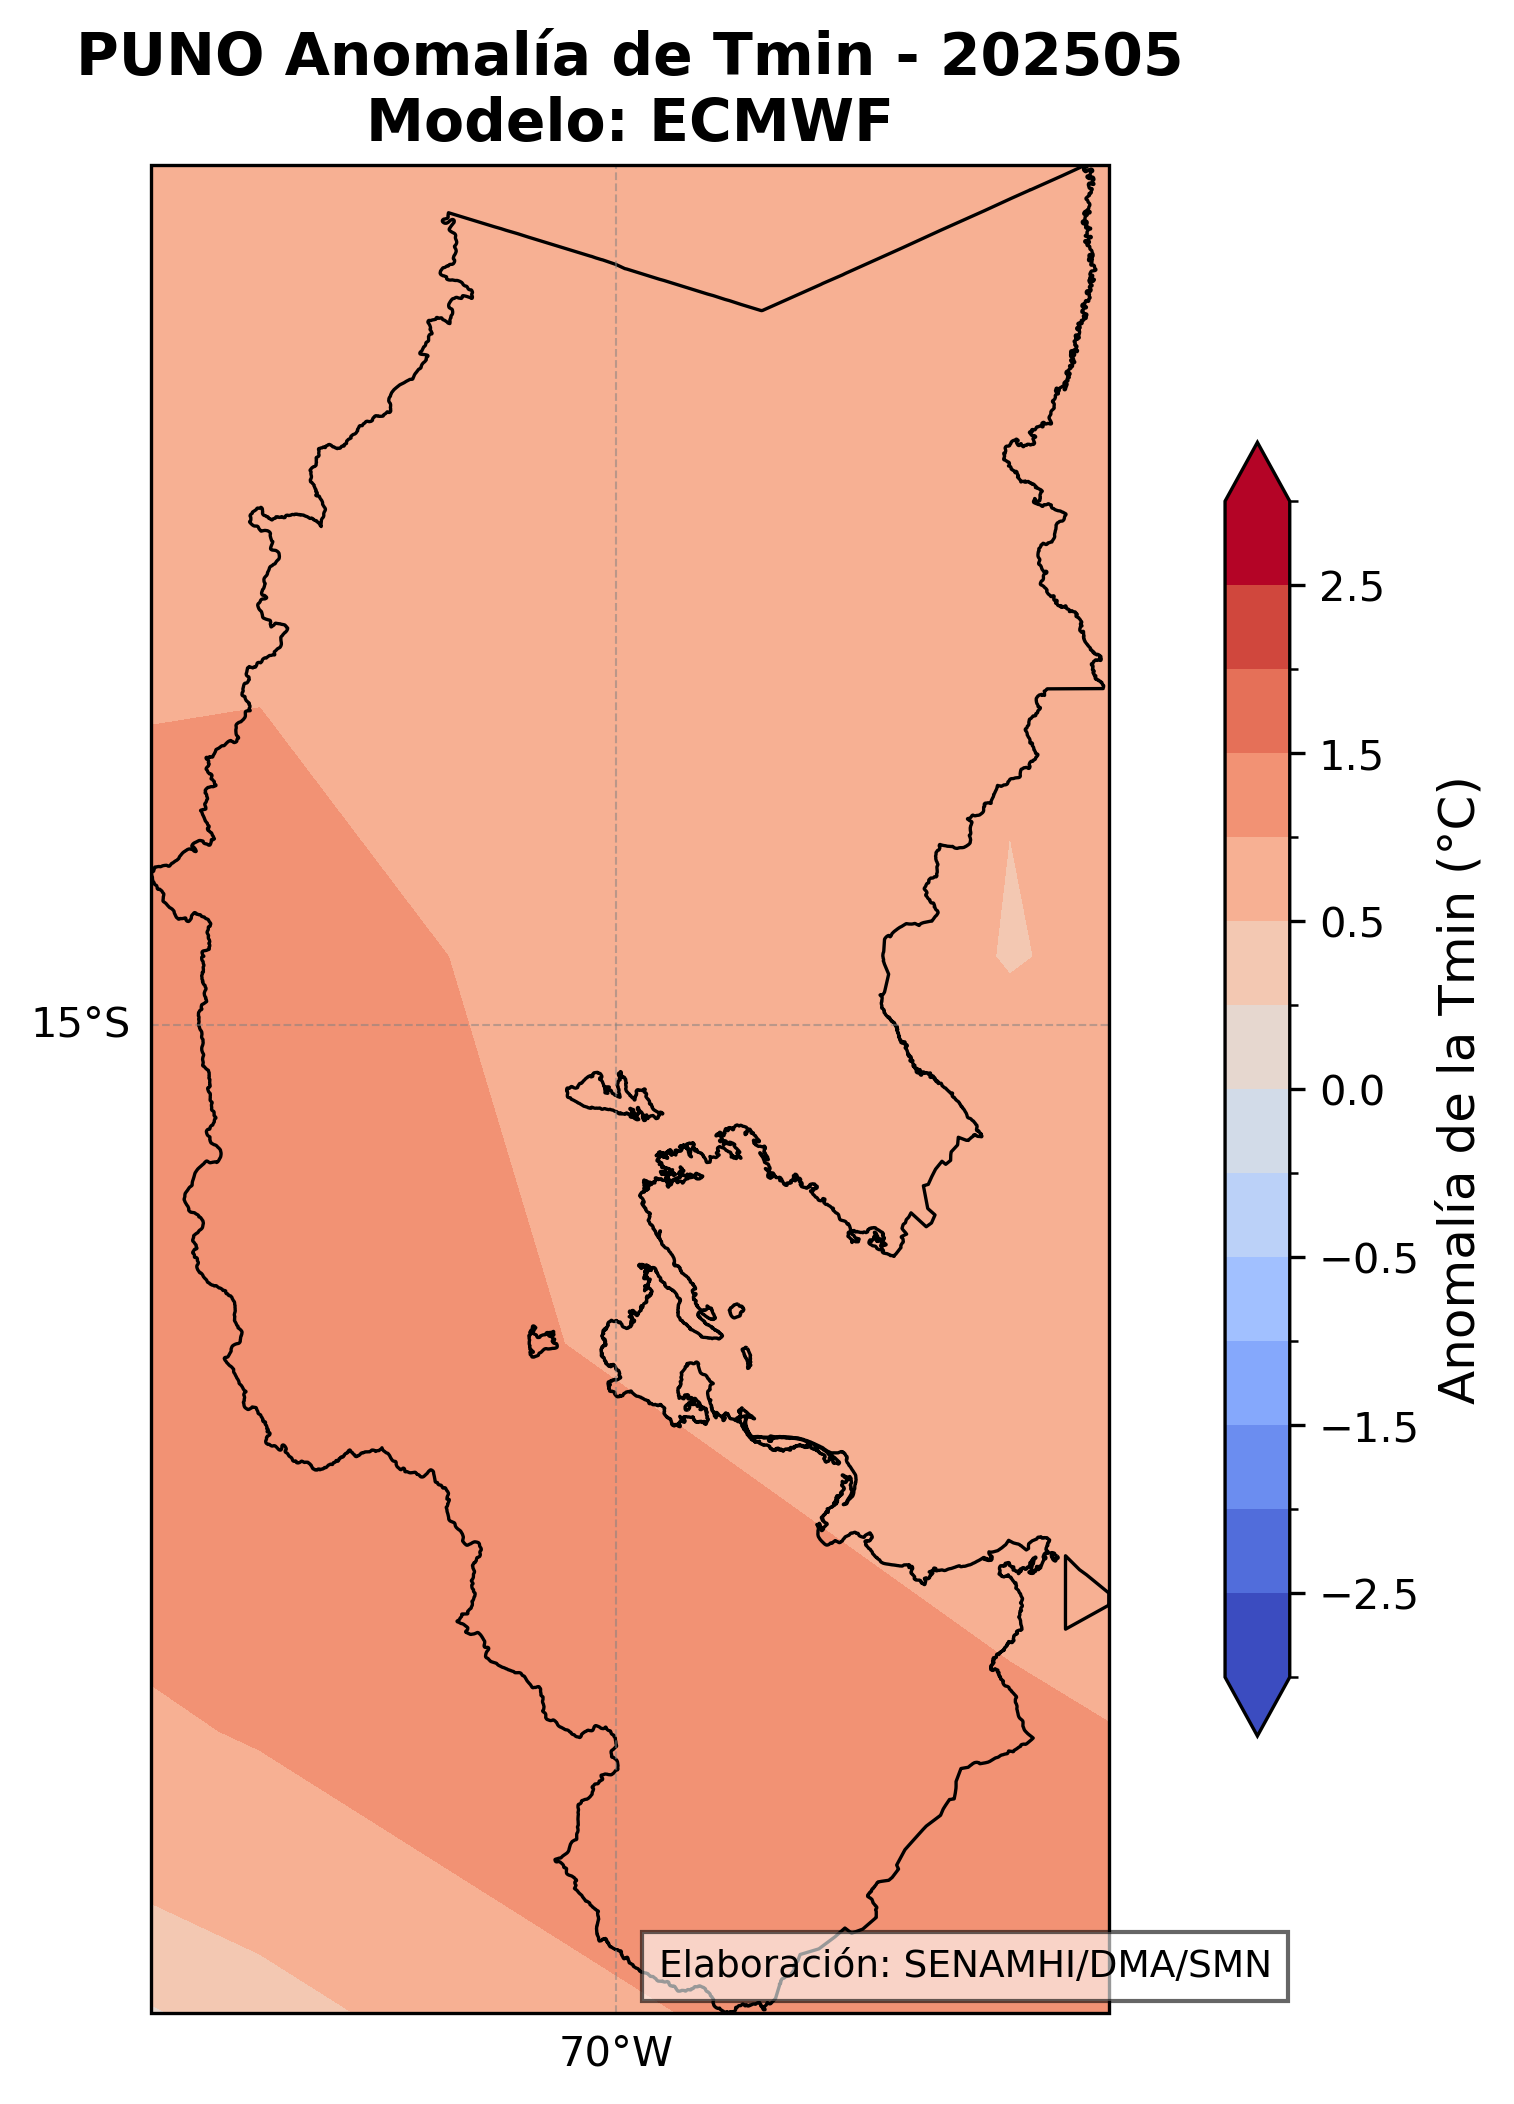 PUNO Anomalía de Tmin - 202505
Modelo: ECMWF
2.5
1.5
0.5
0.0
−0.5
−1.5
−2.5
Anomalía de la Tmin (°C)
15°S
70°W
Elaboración: SENAMHI/DMA/SMN